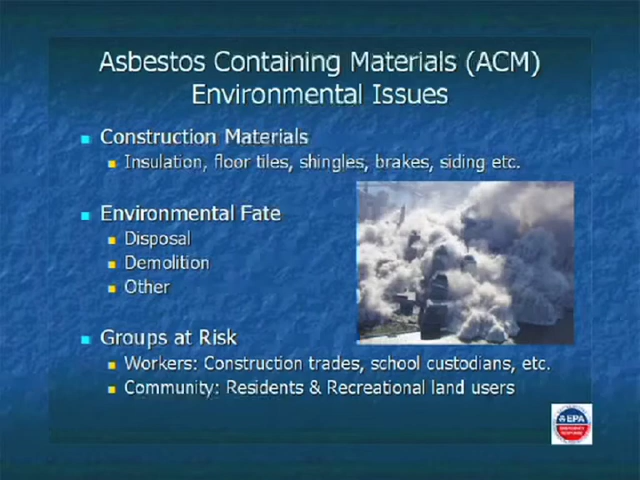 Asbestos Containing Materials (ACM)
Environmental Issues
Construction Materials
Insulation, floor tiles, shingles, brakes, siding etc.
Environmental Fate
Disposal
Demolition
Other
Groups at Risk
Workers: Construction trades, school custodians, etc.
Community: Residents & Recreational land users
EPA